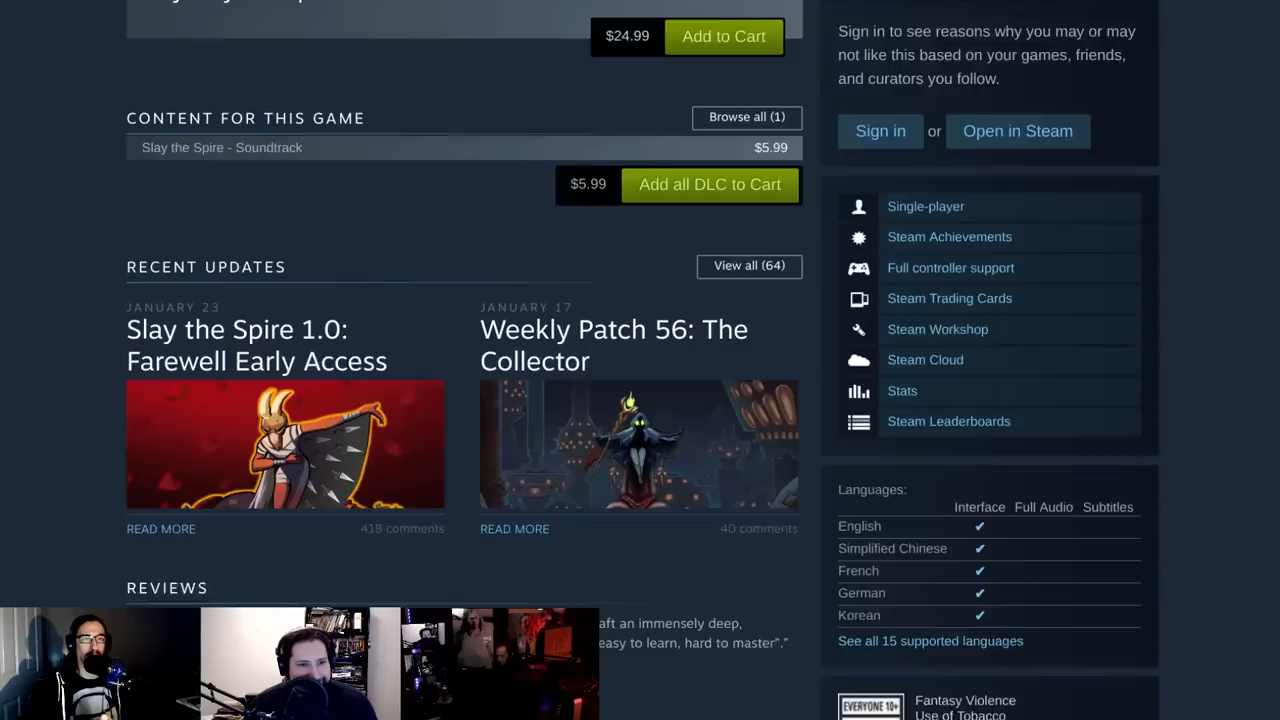 $24.99 Add to Cart
CONTENT FOR THIS GAME
Browse all (1)
Slay the Spire - Soundtrack $5.99
$5.99 Add all DLC to Cart
RECENT UPDATES
View all (64)
JANUARY 23
Slay the Spire 1.0:
Farewell Early Access
READ MORE 418 comments
JANUARY 17
Weekly Patch 56: The
Collector
READ MORE 40 comments
REVIEWS
aft an immensely deep,
easy to learn, hard to master”.”
Sign in to see reasons why you may or may
not like this based on your games, friends,
and curators you follow.
Sign in or Open in Steam
Single-player
Steam Achievements
Full controller support
Steam Trading Cards
Steam Workshop
Steam Cloud
Stats
Steam Leaderboards
Languages:
Interface Full Audio Subtitles
English ✔
Simplified Chinese ✔
French ✔
German ✔
Korean ✔
See all 15 supported languages
EVERYONE 10+
Fantasy Violence
Use of Tobacco